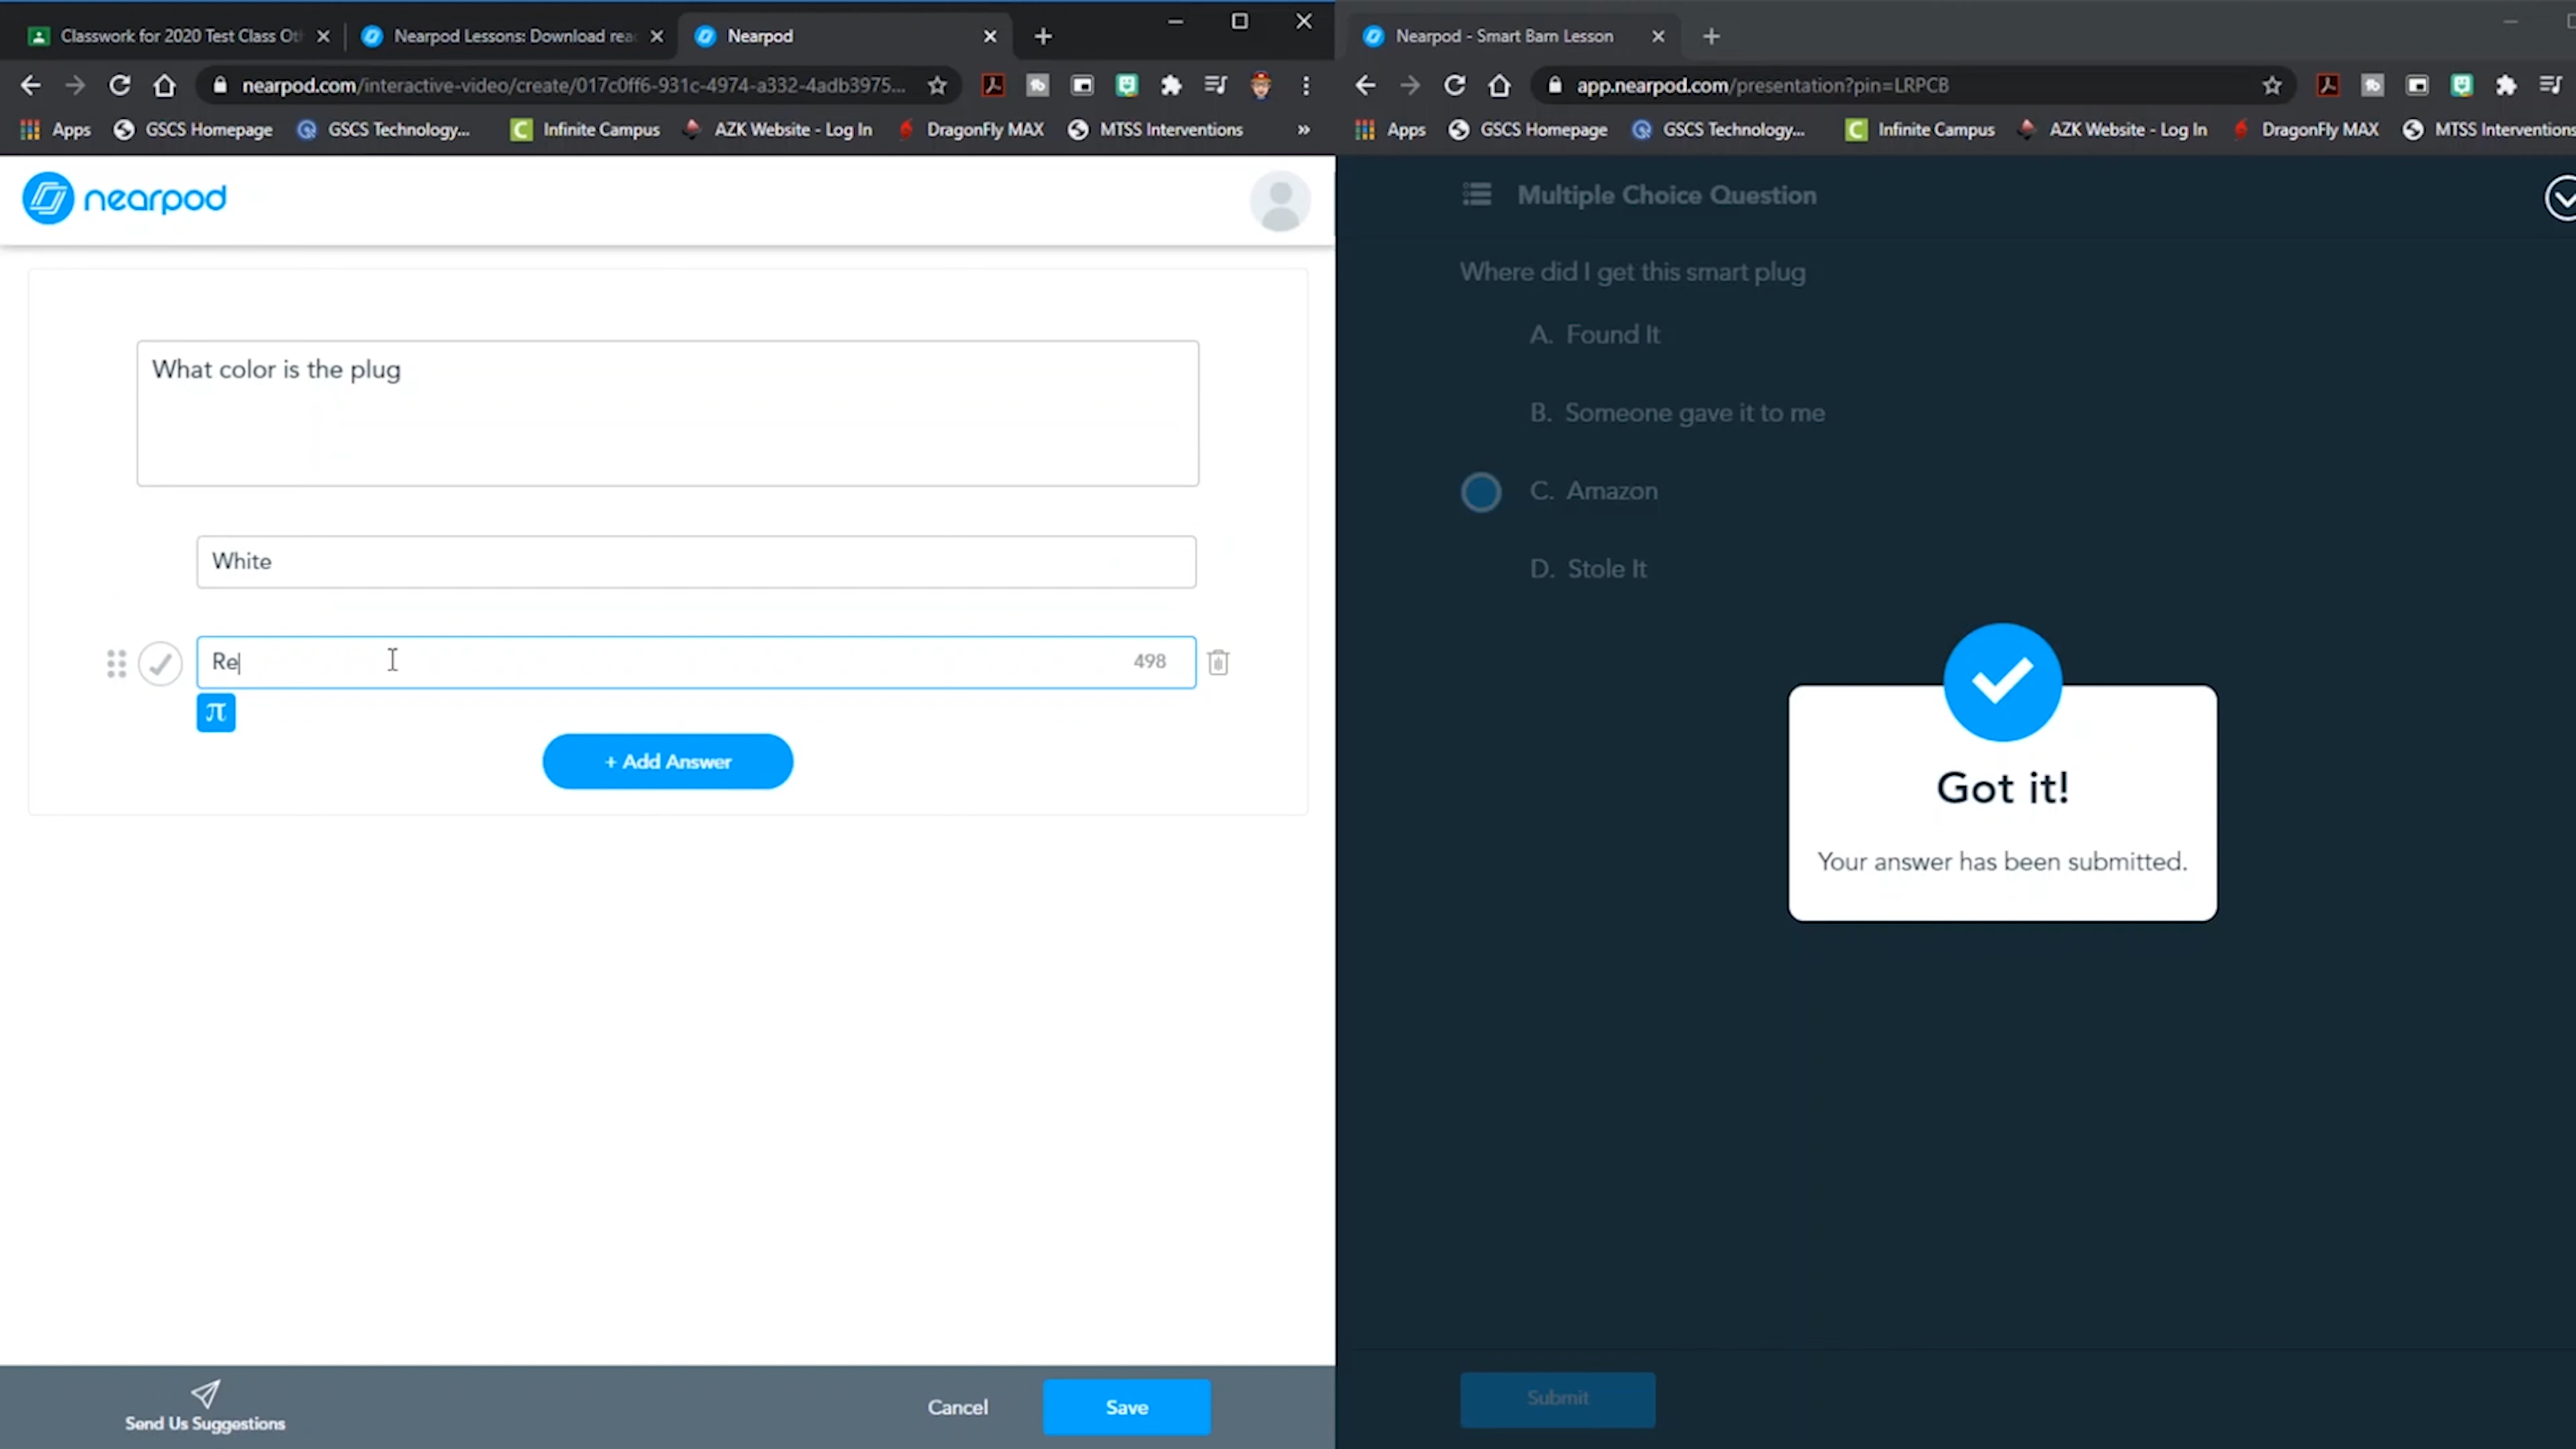 Classwork for 2020 Test Class Oth
Nearpod Lessons: Download rea
Nearpod
nearpod.com/interactive-video/create/017c0ff6-931c-4974-a332-4adb3975...
Apps
GSCS Homepage
GSCS Technology...
Infinite Campus
AZK Website - Log In
DragonFly MAX
MTSS Interventions
»
nearpod
What color is the plug
White
Re
498
π
+ Add Answer
Send Us Suggestions
Cancel
Save
Nearpod - Smart Barn Lesson
app.nearpod.com/presentation?pin=LRPCB
Apps
GSCS Homepage
GSCS Technology...
Infinite Campus
AZK Website - Log In
DragonFly MAX
MTSS Interventions
Multiple Choice Question
Where did I get this smart plug
A. Found It
B. Someone gave it to me
C. Amazon
D. Stole It
Got it!
Your answer has been submitted.
Submit